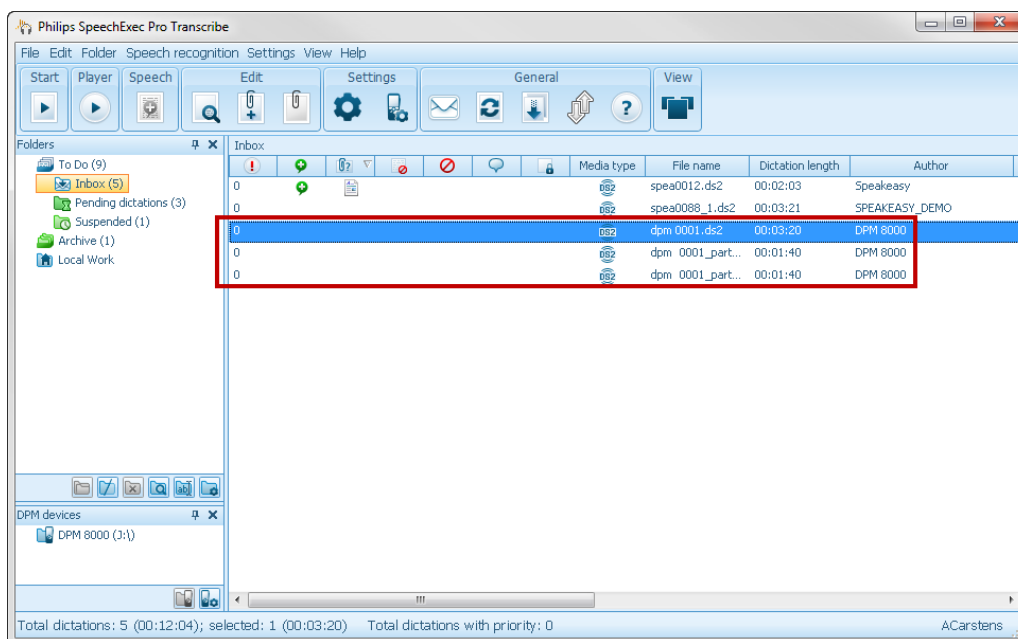 Philips SpeechExec Pro Transcribe
File Edit Folder Speech recognition Settings View Help
Start Player Speech Edit Settings General View
Folders
Inbox
To Do (9)
Inbox (5)
Pending dictations (3)
Suspended (1)
Archive (1)
Local Work
Media type File name Dictation length Author
0 DS2 spea0012.ds2 00:02:03 Speakeasy
0 DS2 spea0088_1.ds2 00:03:21 SPEAKEASY_DEMO
0 DS2 dpm 0001.ds2 00:03:20 DPM 8000
0 DS2 dpm 0001_part... 00:01:40 DPM 8000
0 DS2 dpm 0001_part... 00:01:40 DPM 8000
DPM devices
DPM 8000 (J:\)
Total dictations: 5 (00:12:04); selected: 1 (00:03:20) Total dictations with priority: 0 ACarstens